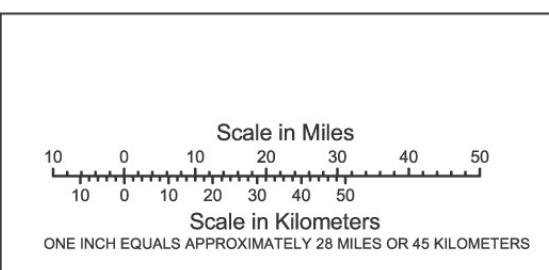 Scale in Miles
10 0 10 20 30 40 50
10 0 10 20 30 40 50
Scale in Kilometers
ONE INCH EQUALS APPROXIMATELY 28 MILES OR 45 KILOMETERS